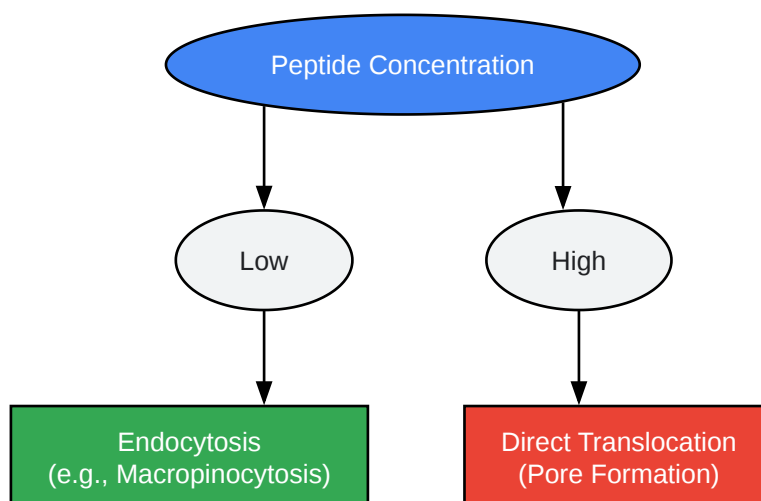 Peptide Concentration
Low
High
Endocytosis
(e.g., Macropinocytosis)
Direct Translocation
(Pore Formation)